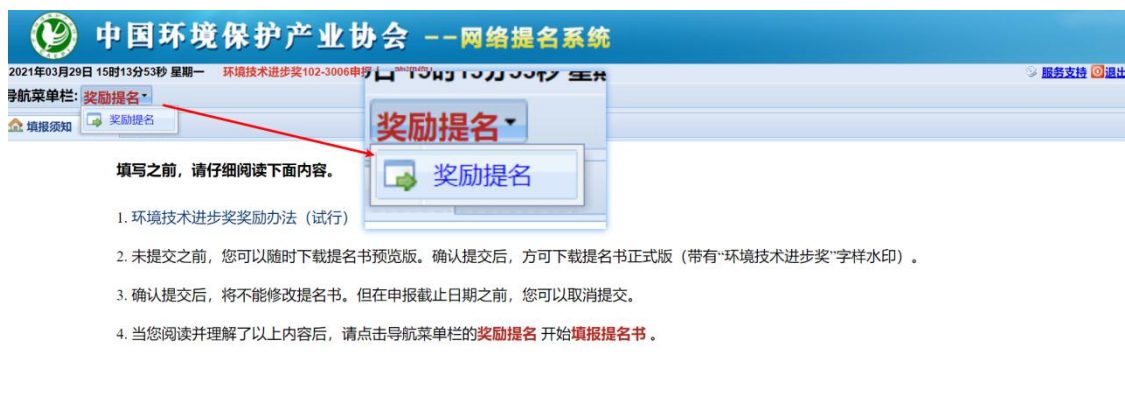 中国环境保护产业协会 --网络提名系统
2021年03月29日 15时13分53秒 星期一 环境技术进步奖102-3006申报
服务支持 退出
导航菜单栏: 奖励提名
奖励提名
填报须知
奖励提名
奖励提名
填写之前，请仔细阅读下面内容。
1. 环境技术进步奖奖励办法（试行）
2. 未提交之前，您可以随时下载提名书预览版。确认提交后，方可下载提名书正式版（带有“环境技术进步奖”字样水印）。
3. 确认提交后，将不能修改提名书。但在申报截止日期之前，您可以取消提交。
4. 当您阅读并理解了以上内容后，请点击导航菜单栏的奖励提名 开始填报提名书 。